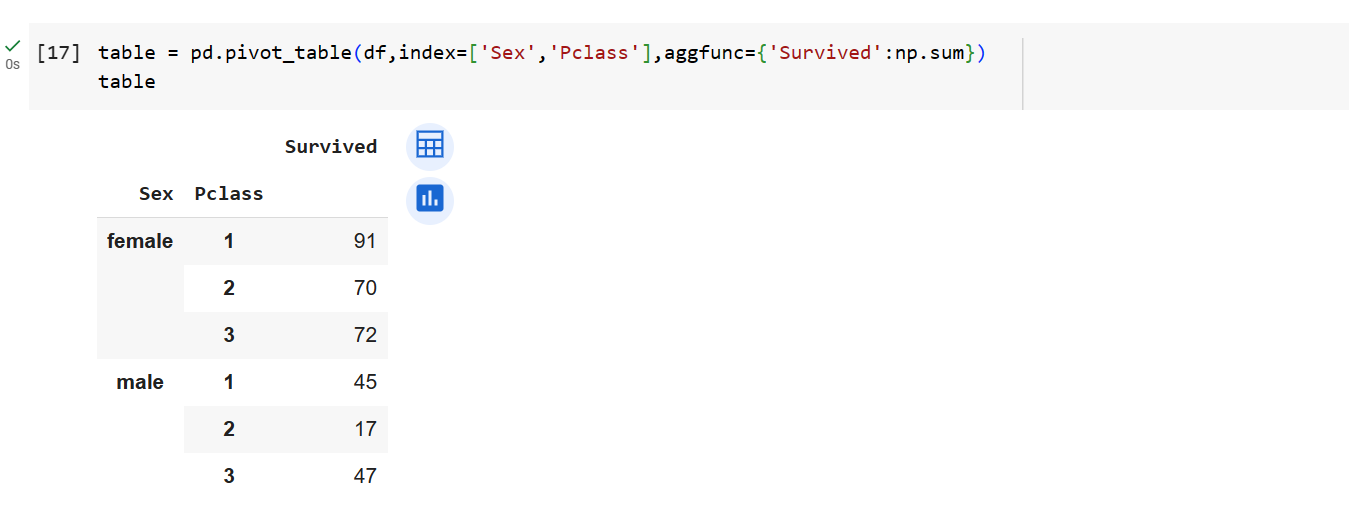 [17] table = pd.pivot_table(df,index=['Sex','Pclass'],aggfunc={'Survived':np.sum})
0s
table
Survived
Sex Pclass
female 1 91
2 70
3 72
male 1 45
2 17
3 47